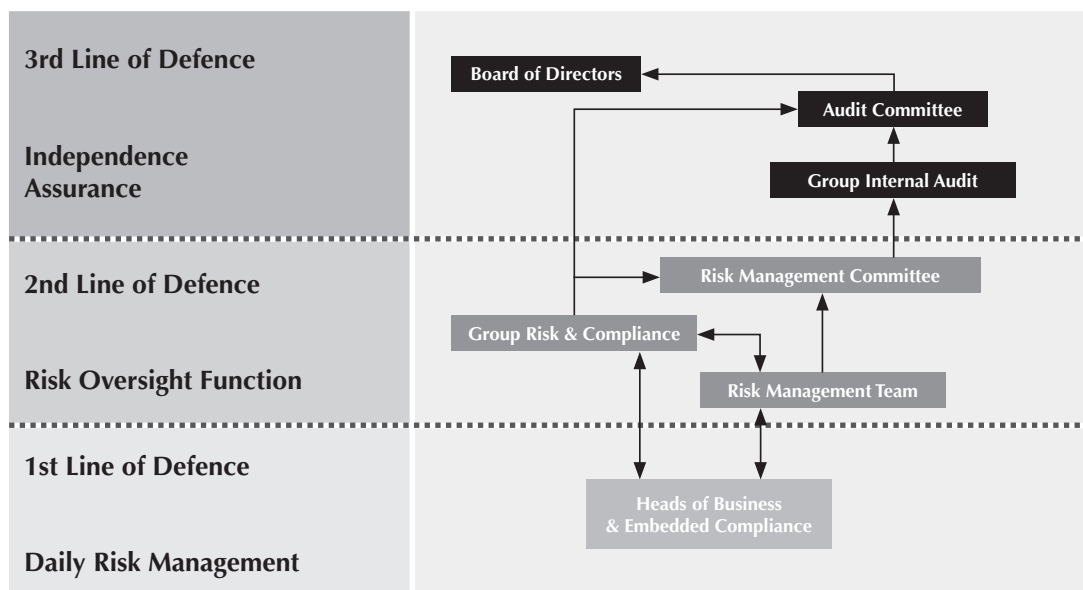 3rd Line of Defence
Independence
Assurance
Board of Directors
Audit Committee
Group Internal Audit
2nd Line of Defence
Risk Oversight Function
Risk Management Committee
Group Risk & Compliance
Risk Management Team
1st Line of Defence
Daily Risk Management
Heads of Business
& Embedded Compliance